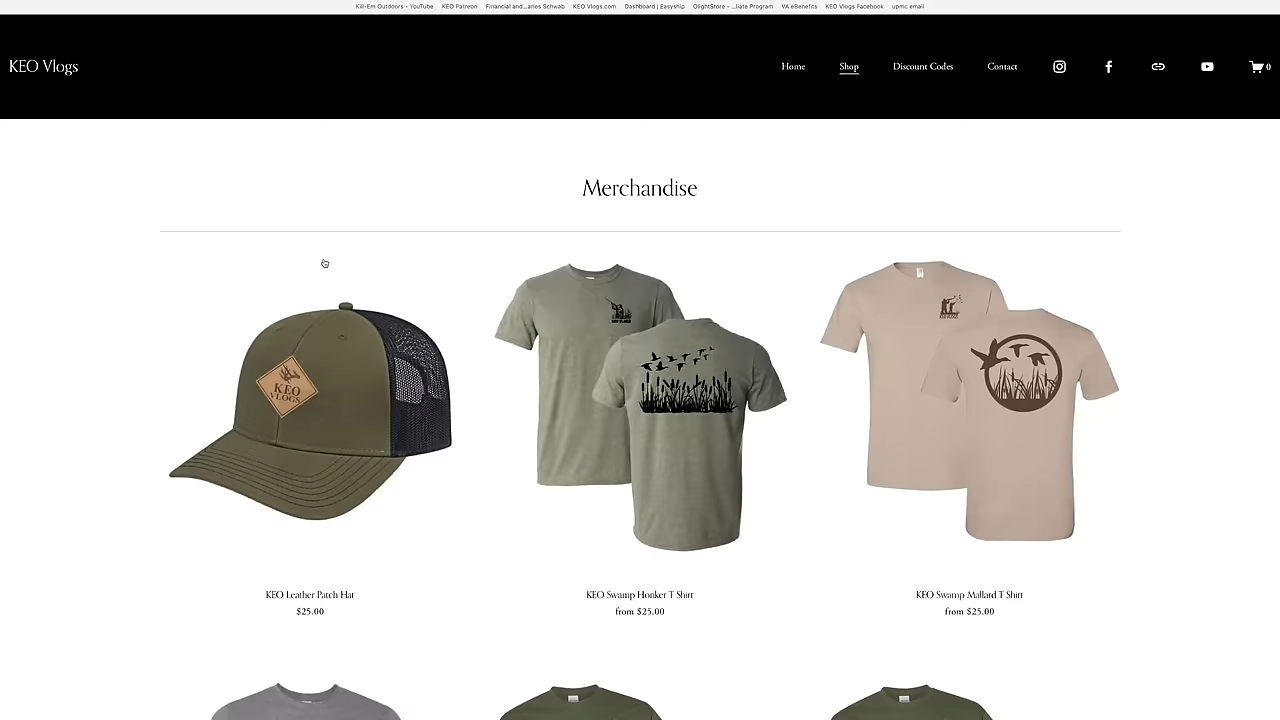 Kill-Em Outdoors - YouTube KEO Patreon Financial and...arles Schwab KEO Vlogs.com Dashboard | Easyship OlightStore - ...liate Program VA eBenefits KEO Vlogs Facebook upmc email
KEO Vlogs Home Shop Discount Codes Contact 0
Merchandise
KEO
VLOGS
KEO VLOGS
KEO Leather Patch Hat
$25.00
KEO Swamp Honker T Shirt
from $25.00
KEO Swamp Mallard T Shirt
from $25.00